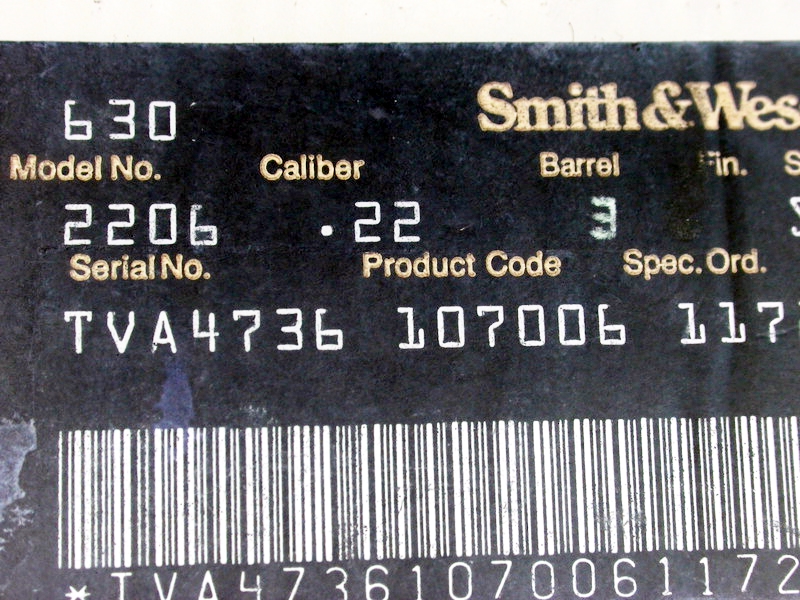 630 Smith & Wes
Model No. Caliber Barrel Fin. S
2206 .22 3 S
Serial No. Product Code Spec. Ord.
TVA4736 107006 117
*TVA47361070061172